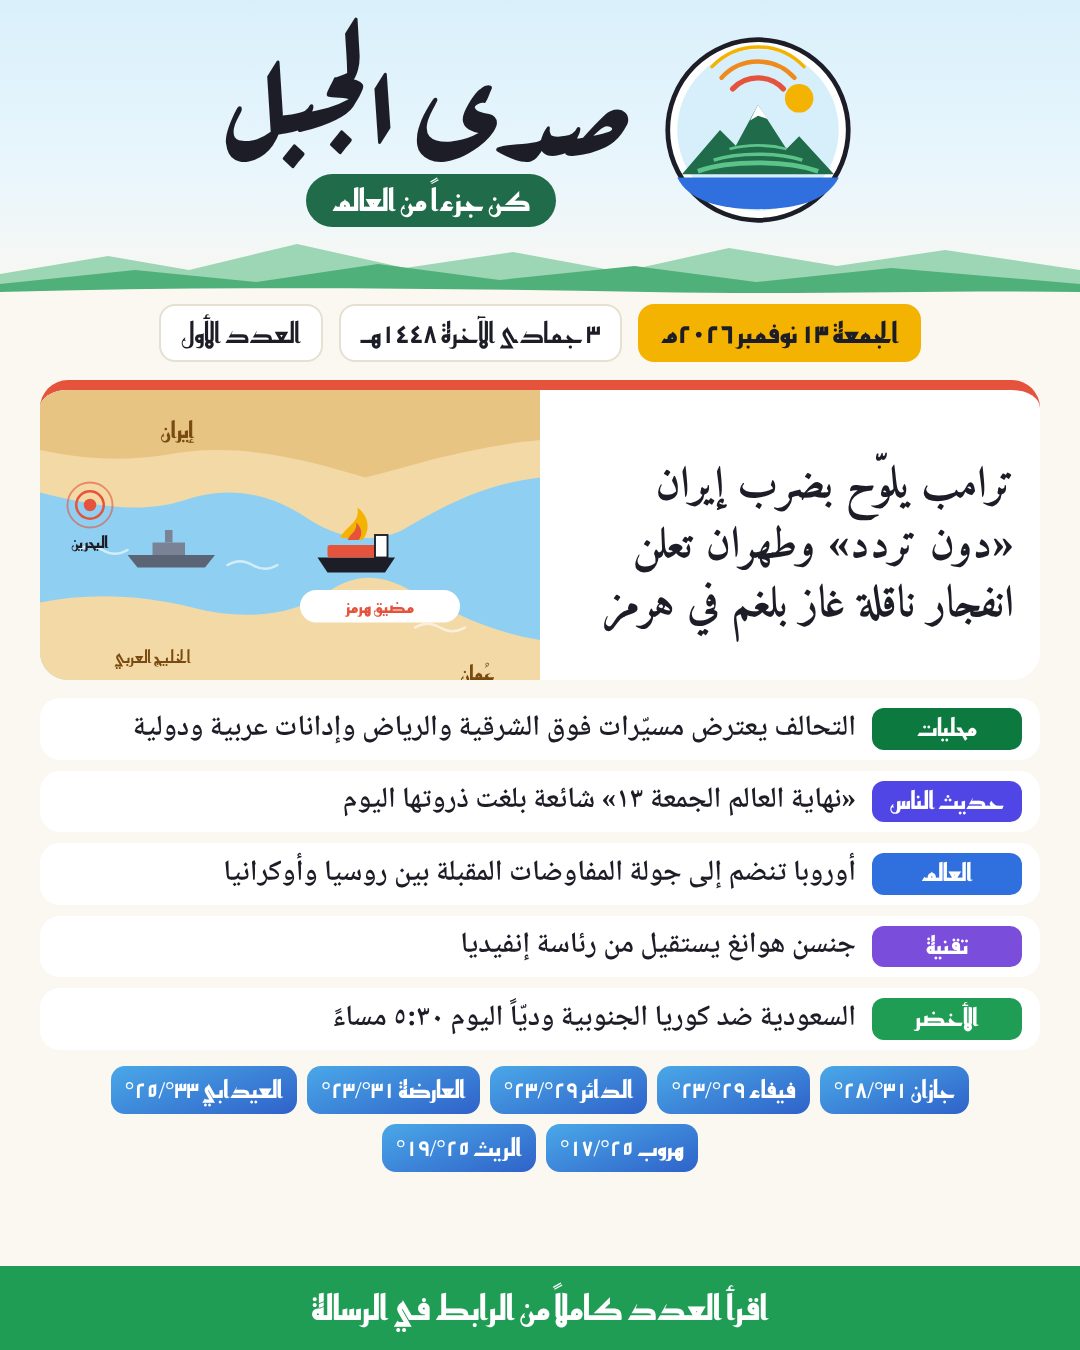 صدى الجبل
كن جزءاً من العالم
الجمعة ١٣ نوفمبر ٢٠٢٦م
٣ جمادى الآخرة ١٤٤٨هـ
العدد الأول
ترامب يلوّح بضرب إيران
«دون تردد» وطهران تعلن
انفجار ناقلة غاز بلغم في هرمز
إيران
البحرين
مضيق هرمز
الخليج العربي
عُمان
محليات
التحالف يعترض مسيّرات فوق الشرقية والرياض وإدانات عربية ودولية
حديث الناس
«نهاية العالم الجمعة ١٣» شائعة بلغت ذروتها اليوم
العالم
أوروبا تنضم إلى جولة المفاوضات المقبلة بين روسيا وأوكرانيا
تقنية
جنسن هوانغ يستقيل من رئاسة إنفيديا
الأخضر
السعودية ضد كوريا الجنوبية وديّاً اليوم ٥:٣٠ مساءً
جازان ٣١°/٢٨°
فيفاء ٢٩°/٢٣°
الدائر ٢٩°/٢٣°
العارضة ٣١°/٢٣°
العيدابي ٣٣°/٢٥°
هروب ٢٥°/١٧°
الريث ٢٥°/١٩°
اقرأ العدد كاملاً من الرابط في الرسالة